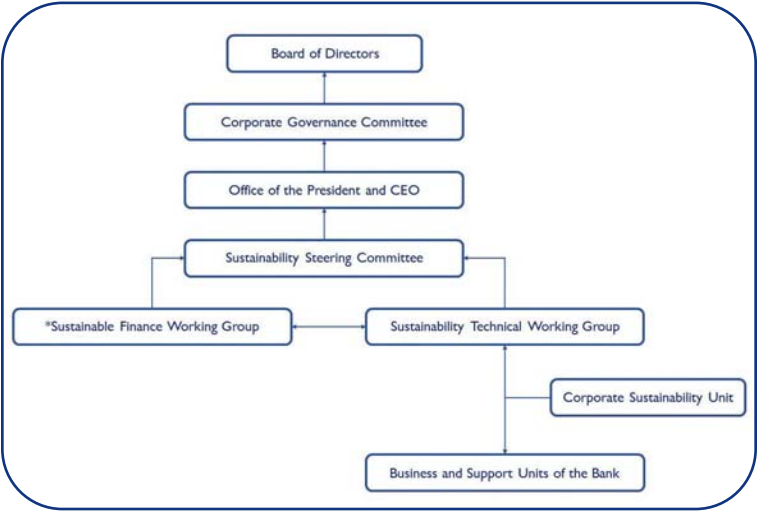 Board of Directors
Corporate Governance Committee
Office of the President and CEO
Sustainability Steering Committee
*Sustainable Finance Working Group
Sustainability Technical Working Group
Corporate Sustainability Unit
Business and Support Units of the Bank